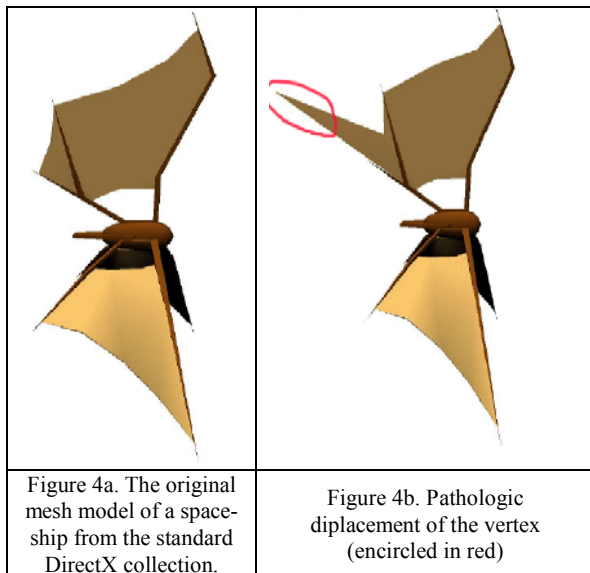 Figure 4a. The original
mesh model of a space-
ship from the standard
DirectX collection.
Figure 4b. Pathologic
diplacement of the vertex
(encircled in red)